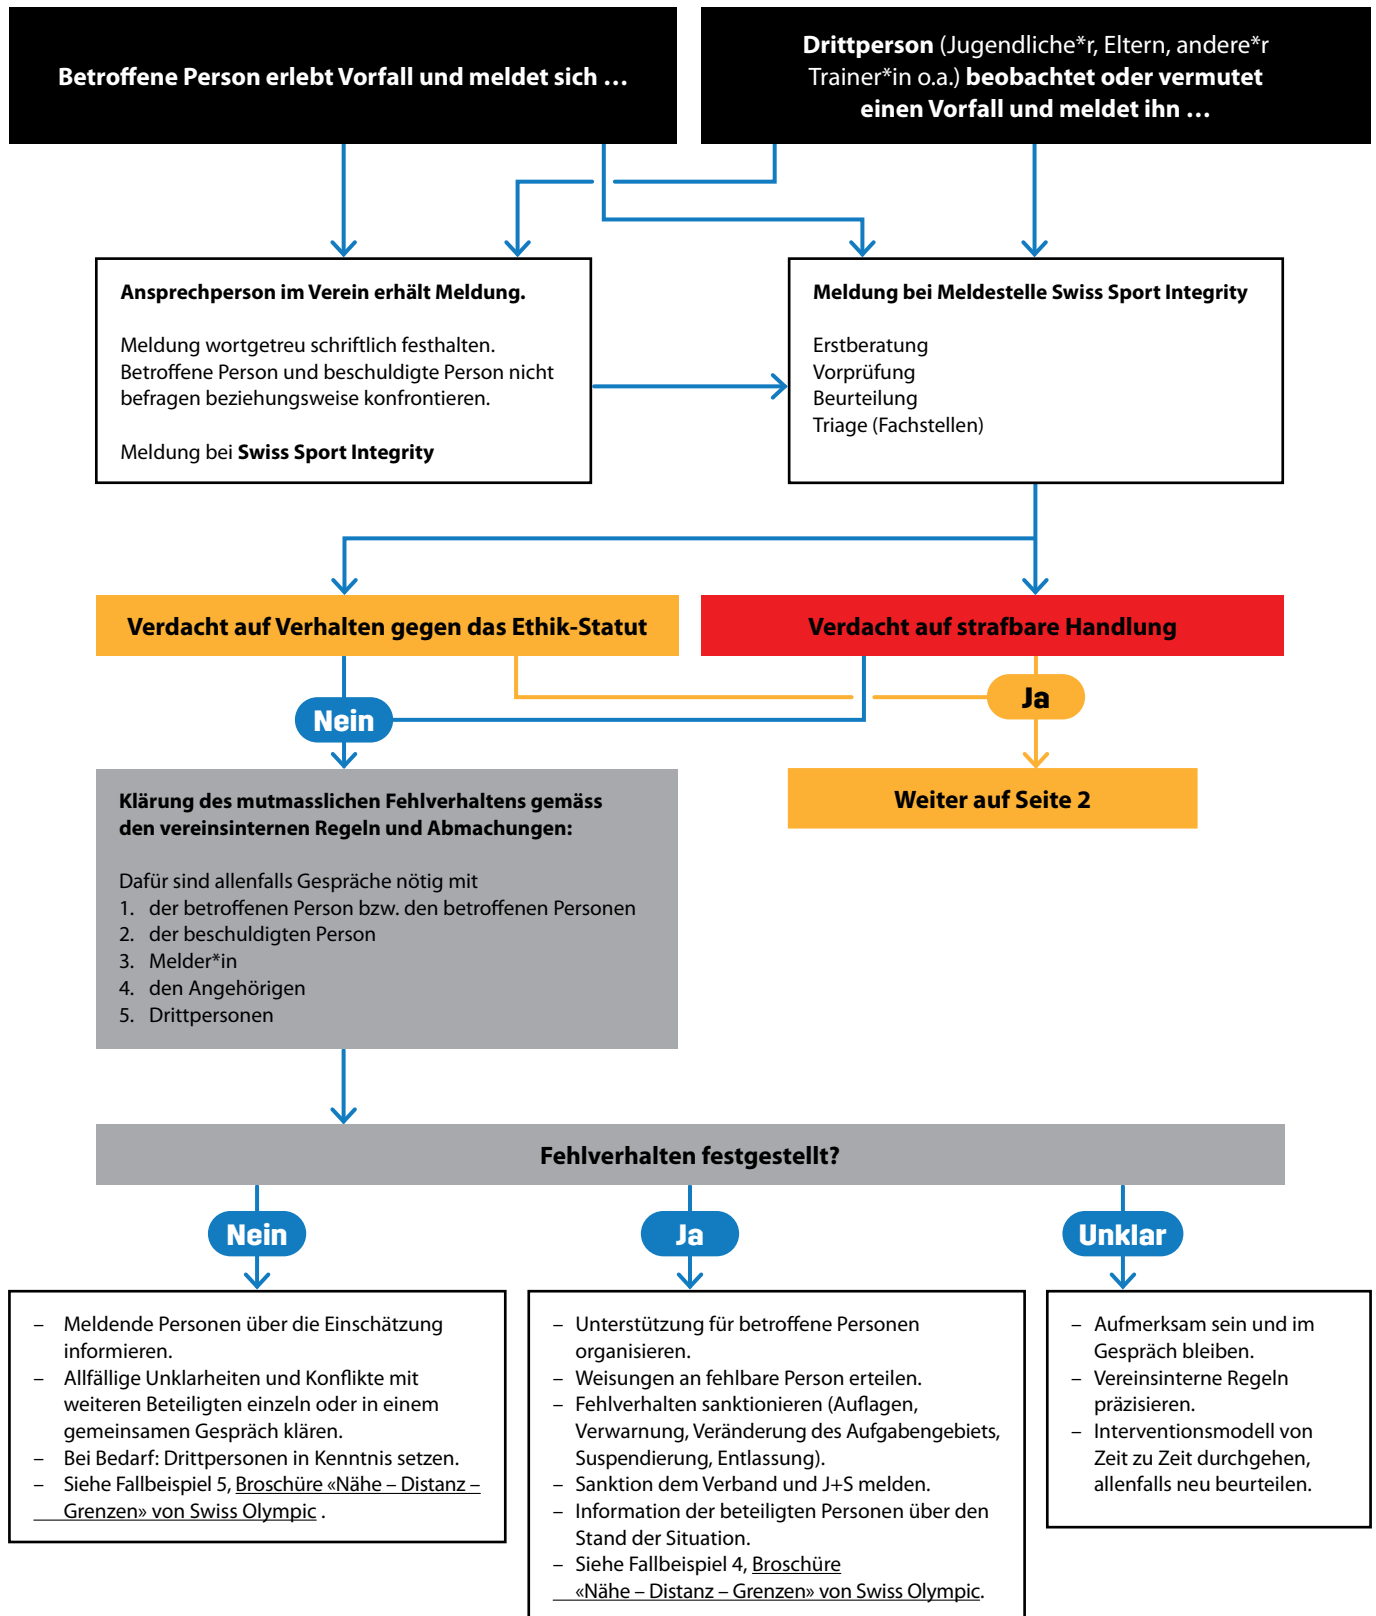 Betroffene Person erlebt Vorfall und meldet sich …
Drittperson (Jugendliche*r, Eltern, andere*r
Trainer*in o.a.) beobachtet oder vermutet
einen Vorfall und meldet ihn …
Ansprechperson im Verein erhält Meldung.
Meldung wortgetreu schriftlich festhalten.
Betroffene Person und beschuldigte Person nicht
befragen beziehungsweise konfrontieren.
Meldung bei Swiss Sport Integrity
Meldung bei Meldestelle Swiss Sport Integrity
Erstberatung
Vorprüfung
Beurteilung
Triage (Fachstellen)
Verdacht auf Verhalten gegen das Ethik-Statut
Verdacht auf strafbare Handlung
Nein
Ja
Weiter auf Seite 2
Klärung des mutmasslichen Fehlverhaltens gemäss
den vereinsinternen Regeln und Abmachungen:
Dafür sind allenfalls Gespräche nötig mit
1. der betroffenen Person bzw. den betroffenen Personen
2. der beschuldigten Person
3. Melder*in
4. den Angehörigen
5. Drittpersonen
Fehlverhalten festgestellt?
Nein
Ja
Unklar
– Meldende Personen über die Einschätzung
informieren.
– Allfällige Unklarheiten und Konflikte mit
weiteren Beteiligten einzeln oder in einem
gemeinsamen Gespräch klären.
– Bei Bedarf: Drittpersonen in Kenntnis setzen.
– Siehe Fallbeispiel 5, Broschüre «Nähe – Distanz –
Grenzen» von Swiss Olympic .
– Unterstützung für betroffene Personen
organisieren.
– Weisungen an fehlbare Person erteilen.
– Fehlverhalten sanktionieren (Auflagen,
Verwarnung, Veränderung des Aufgabengebiets,
Suspendierung, Entlassung).
– Sanktion dem Verband und J+S melden.
– Information der beteiligten Personen über den
Stand der Situation.
– Siehe Fallbeispiel 4, Broschüre
«Nähe – Distanz – Grenzen» von Swiss Olympic.
– Aufmerksam sein und im
Gespräch bleiben.
– Vereinsinterne Regeln
präzisieren.
– Interventionsmodell von
Zeit zu Zeit durchgehen,
allenfalls neu beurteilen.